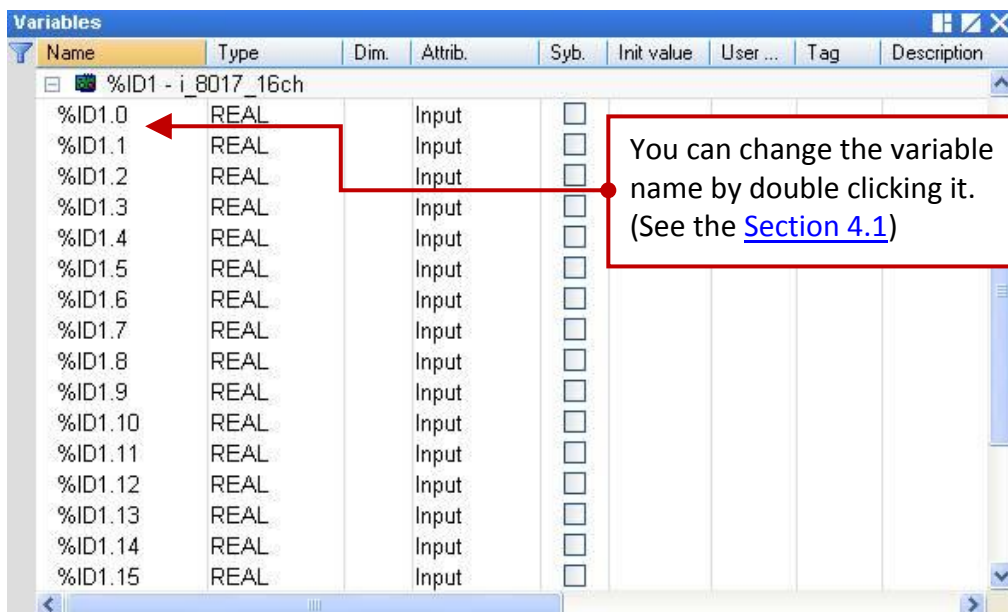 Variables
Name Type Dim. Attrib. Syb. Init value User ... Tag Description
%ID1 - i_8017_16ch
%ID1.0 REAL Input
%ID1.1 REAL Input
%ID1.2 REAL Input
%ID1.3 REAL Input
%ID1.4 REAL Input
%ID1.5 REAL Input
%ID1.6 REAL Input
%ID1.7 REAL Input
%ID1.8 REAL Input
%ID1.9 REAL Input
%ID1.10 REAL Input
%ID1.11 REAL Input
%ID1.12 REAL Input
%ID1.13 REAL Input
%ID1.14 REAL Input
%ID1.15 REAL Input
You can change the variable
name by double clicking it.
(See the Section 4.1)